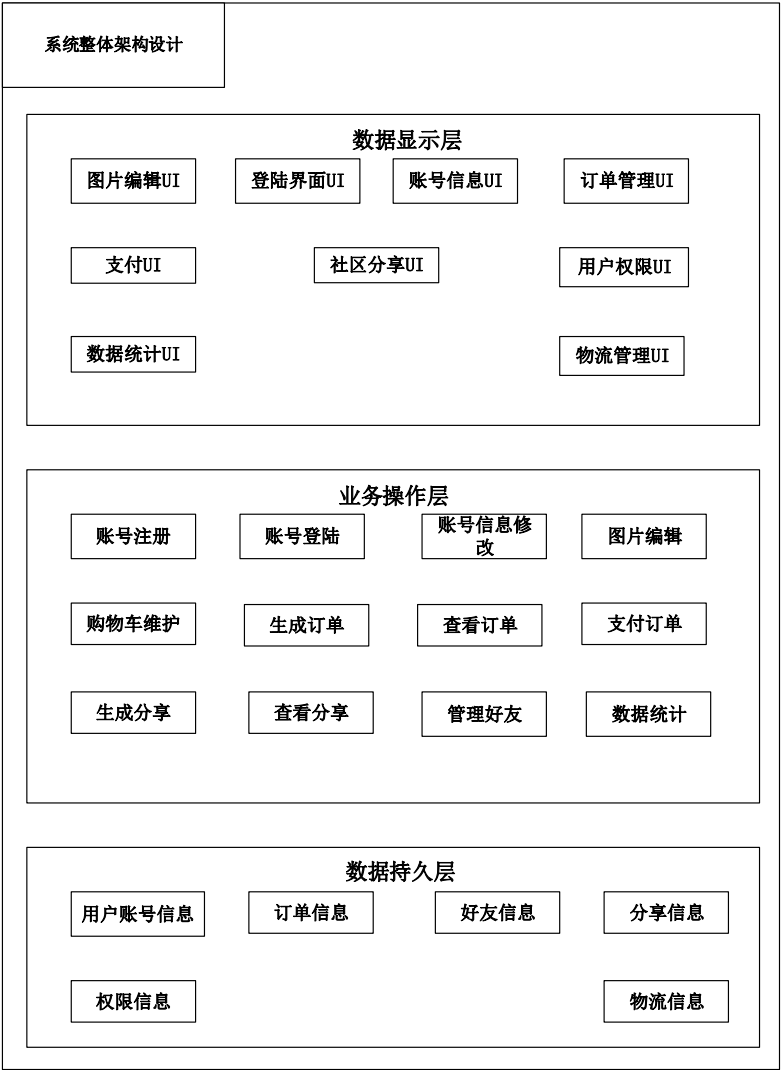 系统整体架构设计
数据显示层
图片编辑UI
登陆界面UI
账号信息UI
订单管理UI
支付UI
社区分享UI
用户权限UI
数据统计UI
物流管理UI
业务操作层
账号注册
账号登陆
账号信息修
改
图片编辑
购物车维护
生成订单
查看订单
支付订单
生成分享
查看分享
管理好友
数据统计
数据持久层
用户账号信息
订单信息
好友信息
分享信息
权限信息
物流信息